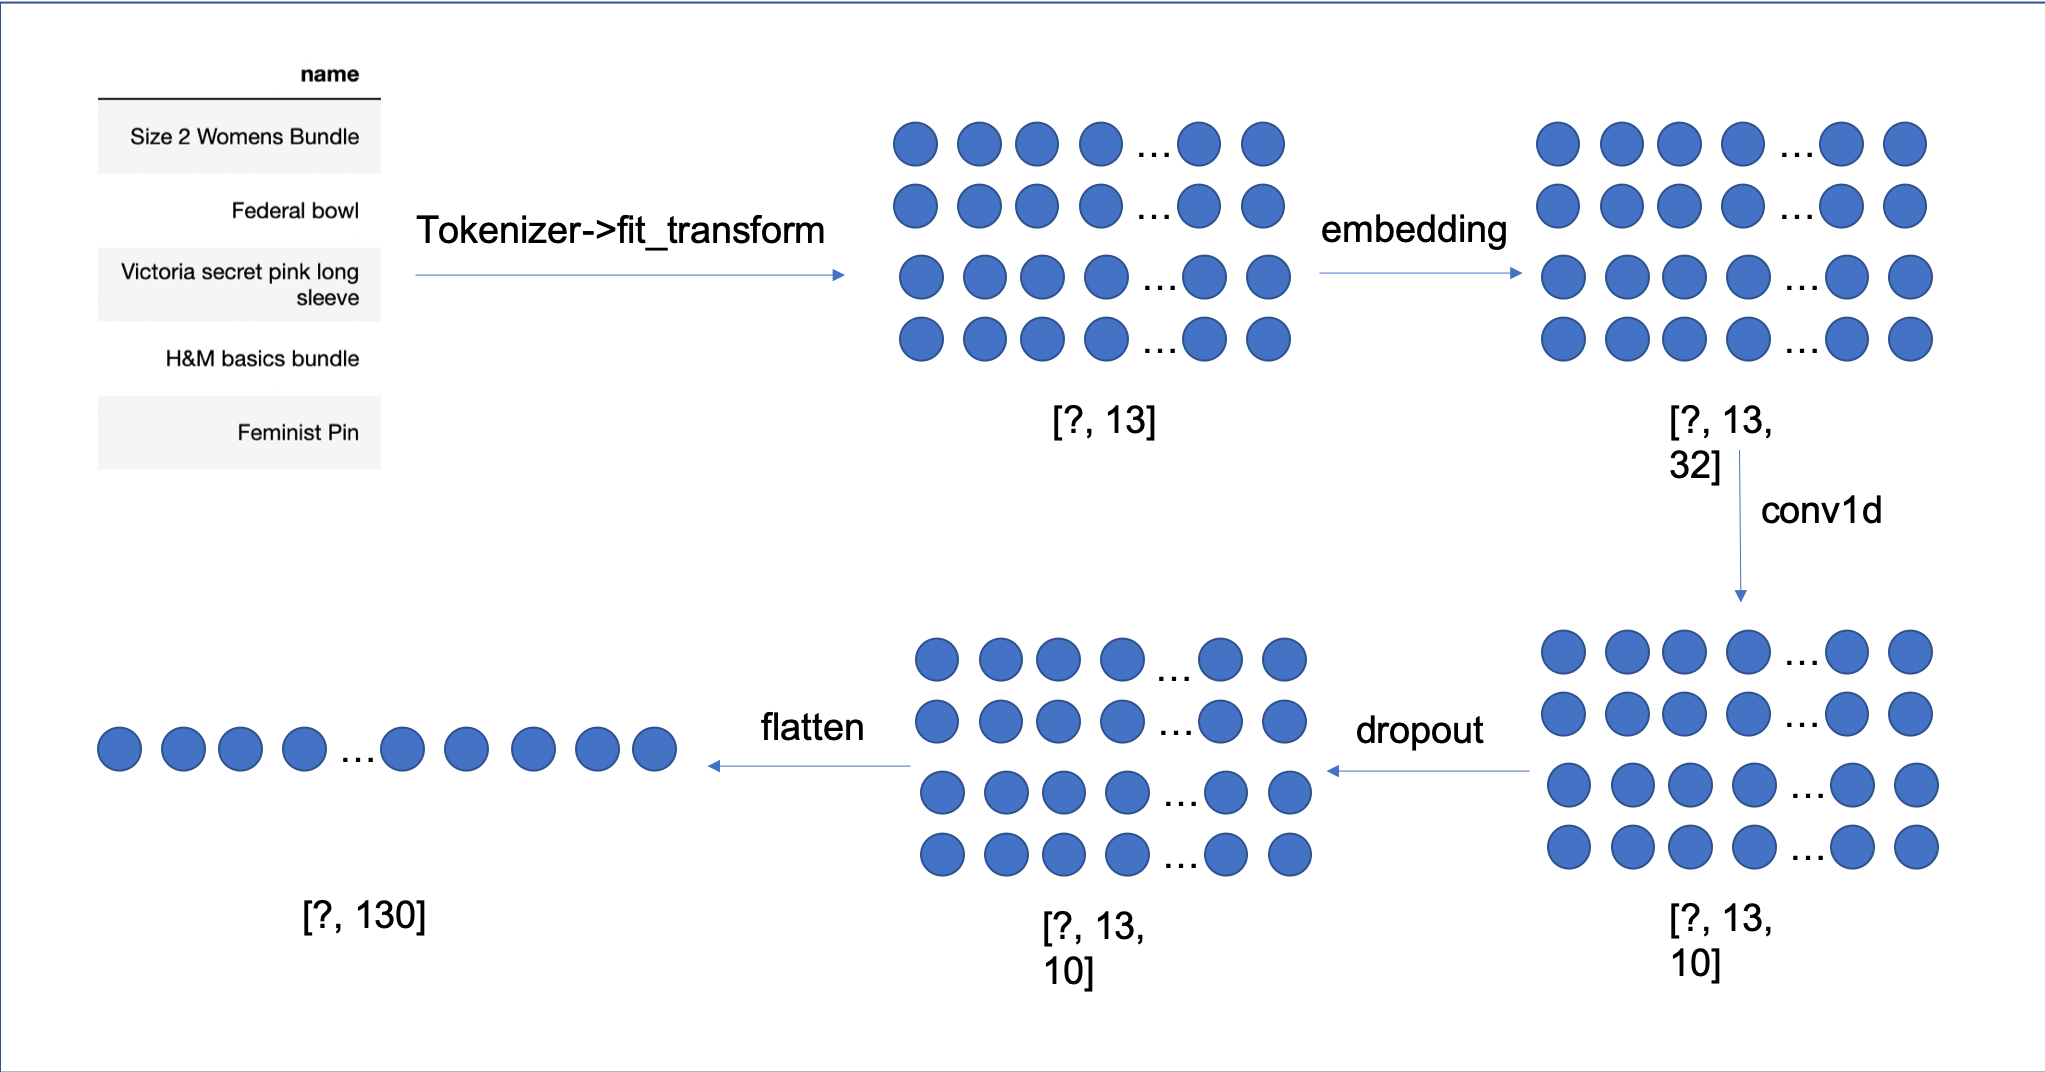 name
Size 2 Womens Bundle
Federal bowl
Victoria secret pink long
sleeve
H&M basics bundle
Feminist Pin
Tokenizer->fit_transform
...
...
...
...
[?, 13]
embedding
...
...
...
...
[?, 13,
32]
conv1d
...
...
...
...
[?, 13,
10]
dropout
...
...
...
...
[?, 13,
10]
flatten
...
[?, 130]